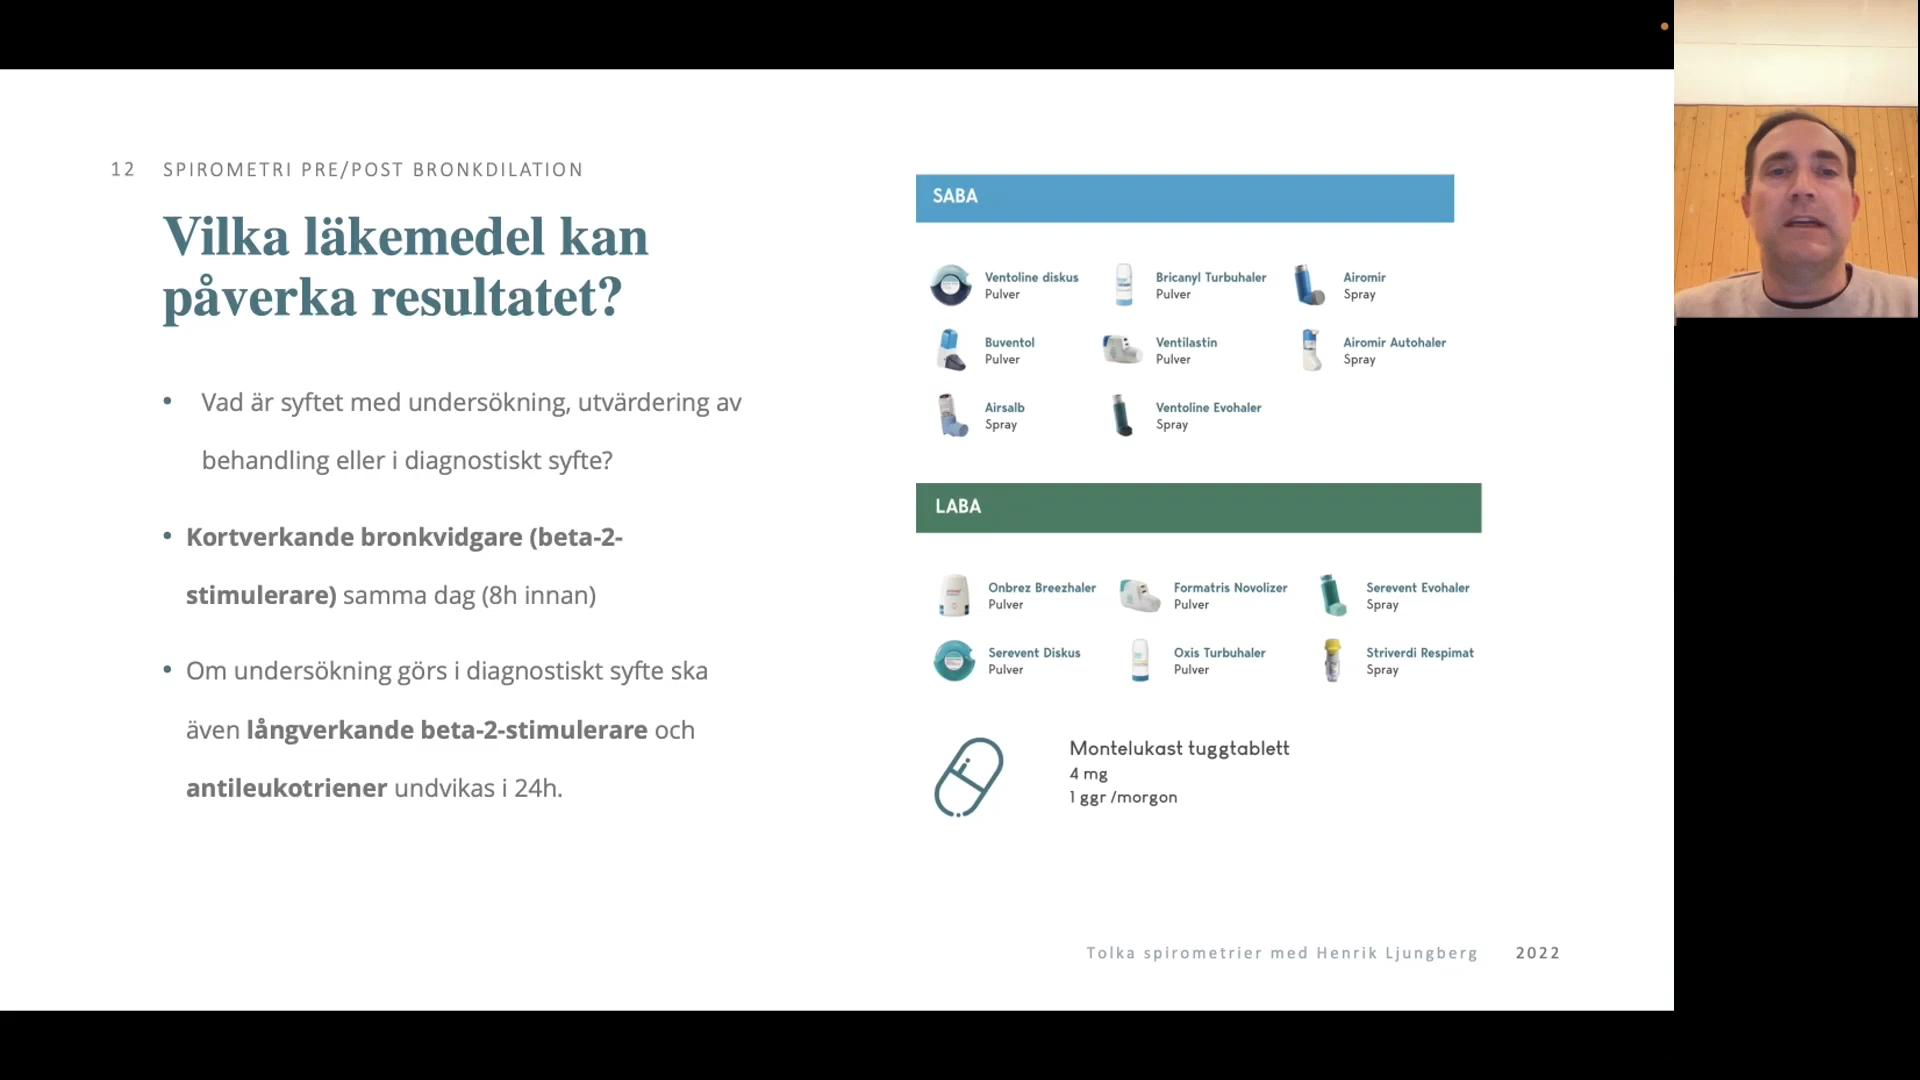 12 SPIROMETRI PRE/POST BRONKDILATION
Vilka läkemedel kan
påverka resultatet?
• Vad är syftet med undersökning, utvärdering av
behandling eller i diagnostiskt syfte?
• Kortverkande bronkvidgare (beta-2-
stimulerare) samma dag (8h innan)
• Om undersökning görs i diagnostiskt syfte ska
även långverkande beta-2-stimulerare och
antileukotriener undvikas i 24h.
SABA
Ventoline diskus
Pulver
Bricanyl Turbuhaler
Pulver
Airomir
Spray
Buventol
Pulver
Ventilastin
Pulver
Airomir Autohaler
Spray
Airsalb
Spray
Ventoline Evohaler
Spray
LABA
Onbrez Breezhaler
Pulver
Formatris Novolizer
Pulver
Serevent Evohaler
Spray
Serevent Diskus
Pulver
Oxis Turbuhaler
Pulver
Striverdi Respimat
Spray
Montelukast tuggtablett
4 mg
1 ggr /morgon
Tolka spirometrier med Henrik Ljungberg 2022